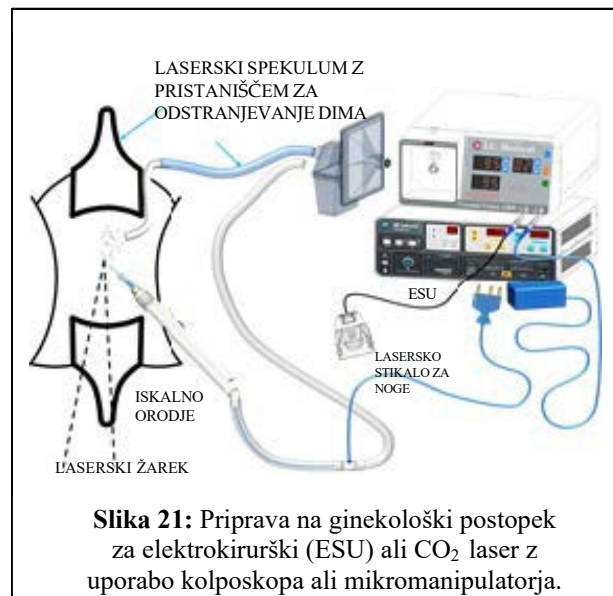 LASERSKI SPEKULUM Z
PRISTANIŠČEM ZA
ODSTRANJEVANJE DIMA
ESU
LASERSKO
STIKALO ZA
NOGE
ISKALNO
ORODJE
LASERSKI ŽAREK
Slika 21: Priprava na ginekološki postopek
za elektrokirurški (ESU) ali CO₂ laser z
uporabo kolposkopa ali mikromanipulatorja.